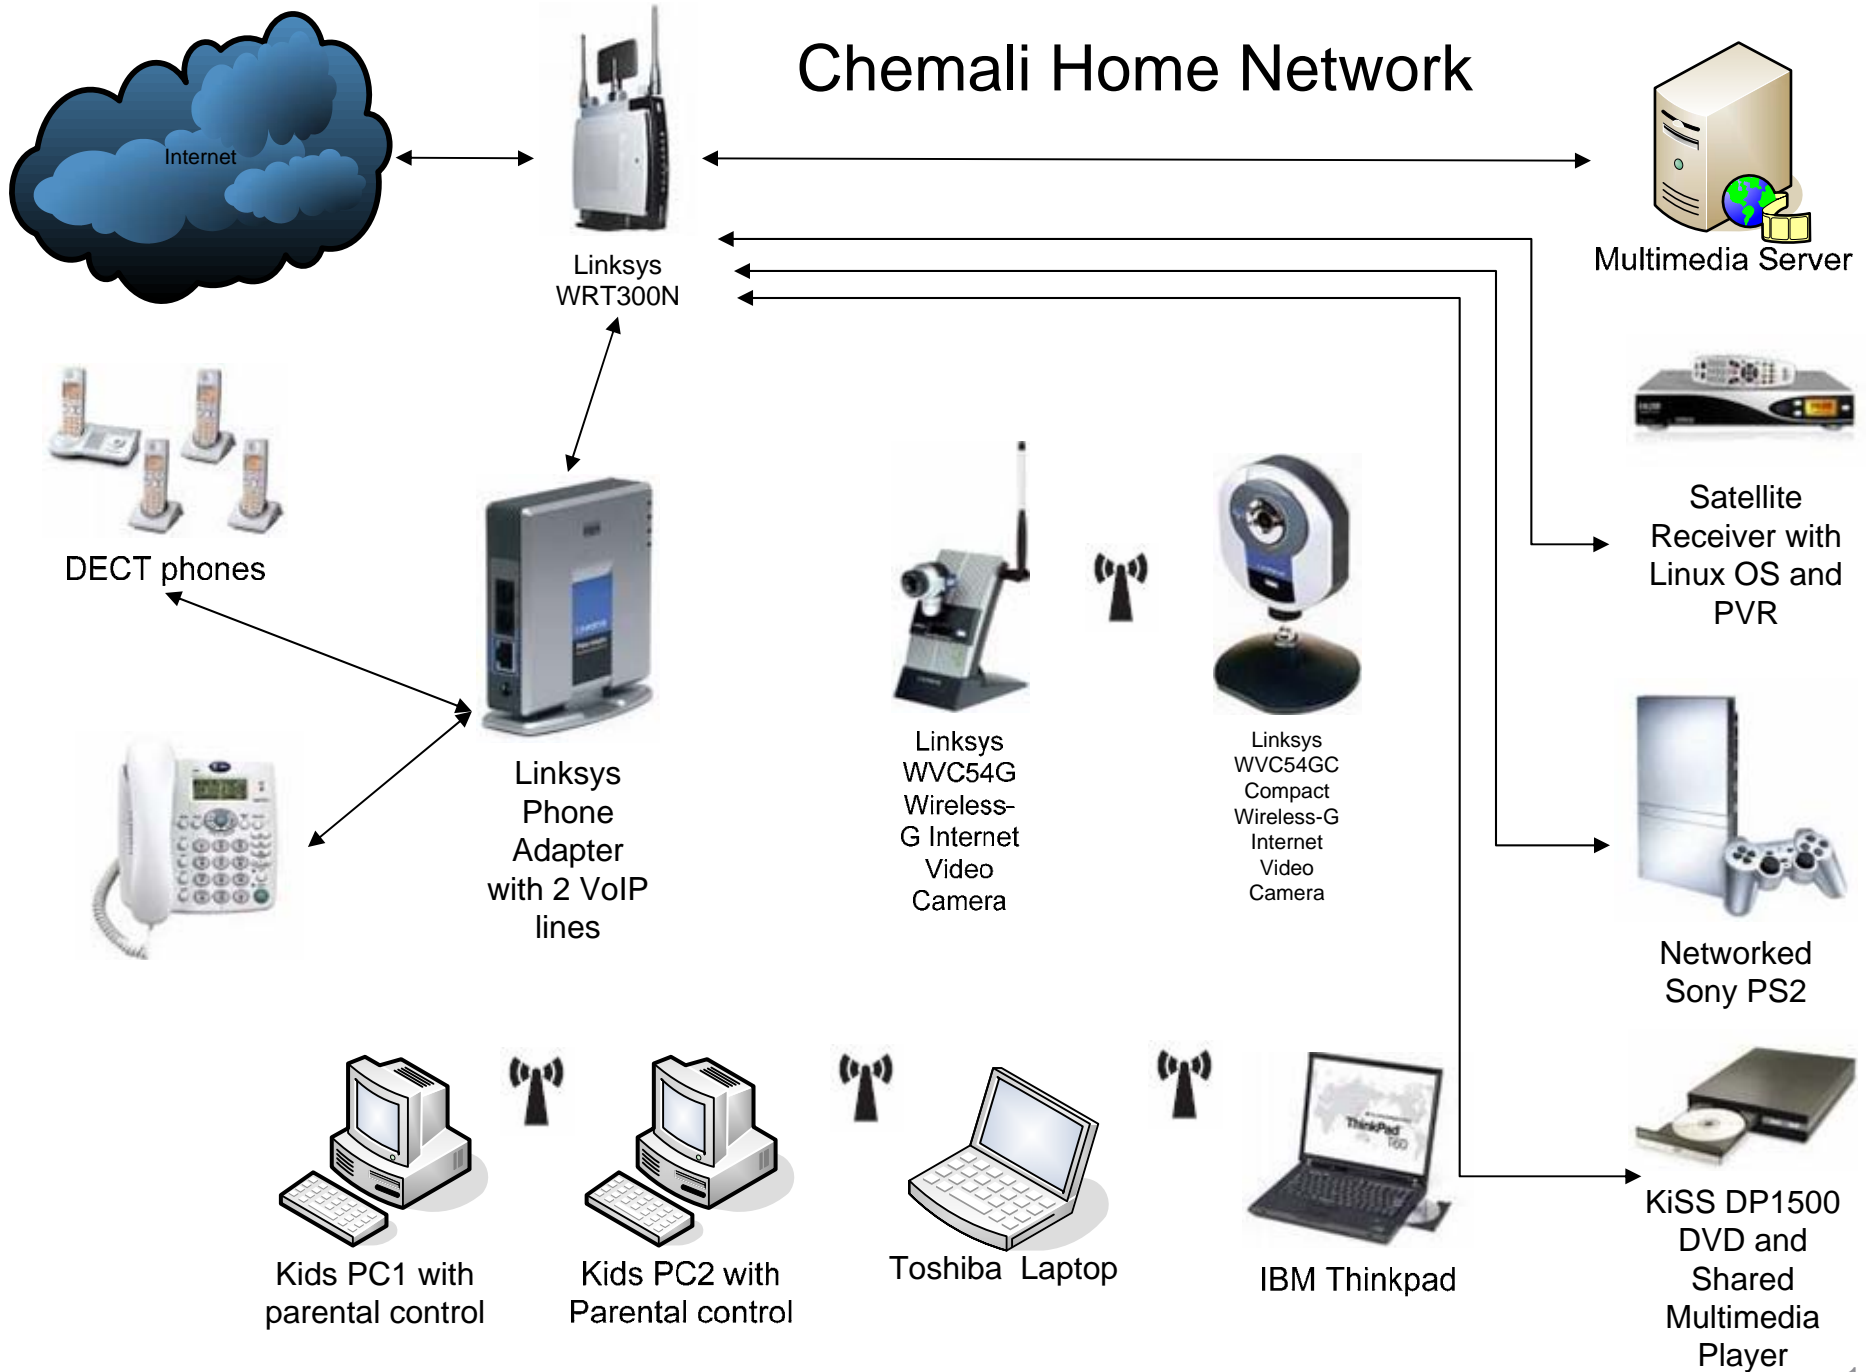 Chemali Home Network
Internet
Linksys
WRT300N
Multimedia Server
DECT phones
Satellite
Receiver with
Linux OS and
PVR
Linksys
Phone
Adapter
with 2 VoIP
lines
Linksys
WVC54G
Wireless-
G Internet
Video
Camera
Linksys
WVC54GC
Compact
Wireless-G
Internet
Video
Camera
Networked
Sony PS2
ThinkPad
T60
Kids PC1 with
parental control
Kids PC2 with
Parental control
Toshiba Laptop
IBM Thinkpad
KiSS DP1500
DVD and
Shared
Multimedia
Player